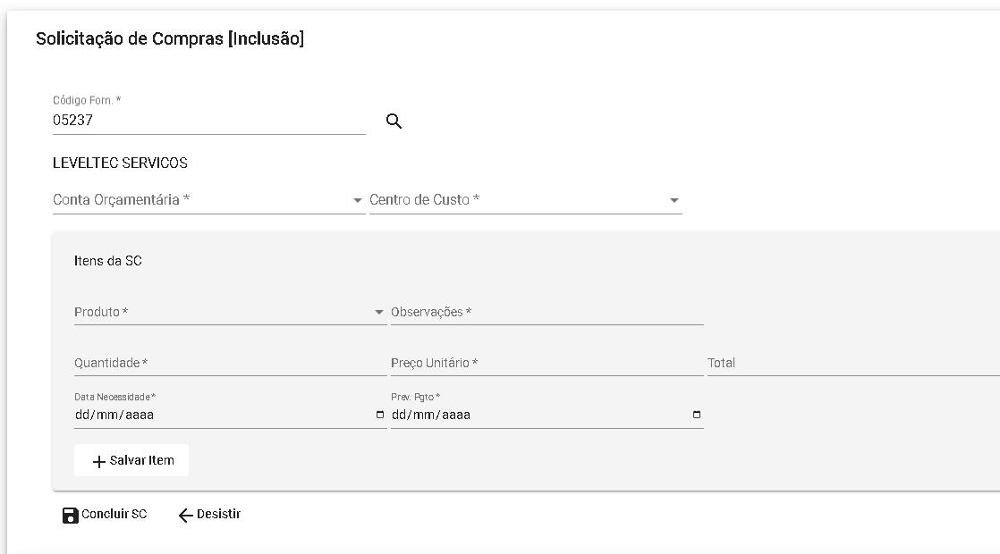 Solicitação de Compras [Inclusão]
Código Forn. *
05237
LEVELTEC SERVICOS
Conta Orçamentária * Centro de Custo *
Itens da SC
Produto * Observações *
Quantidade * Preço Unitário * Total
Data Necessidade * Prev. Pgto *
dd/mm/aaaa dd/mm/aaaa
Salvar Item
Concluir SC Desistir